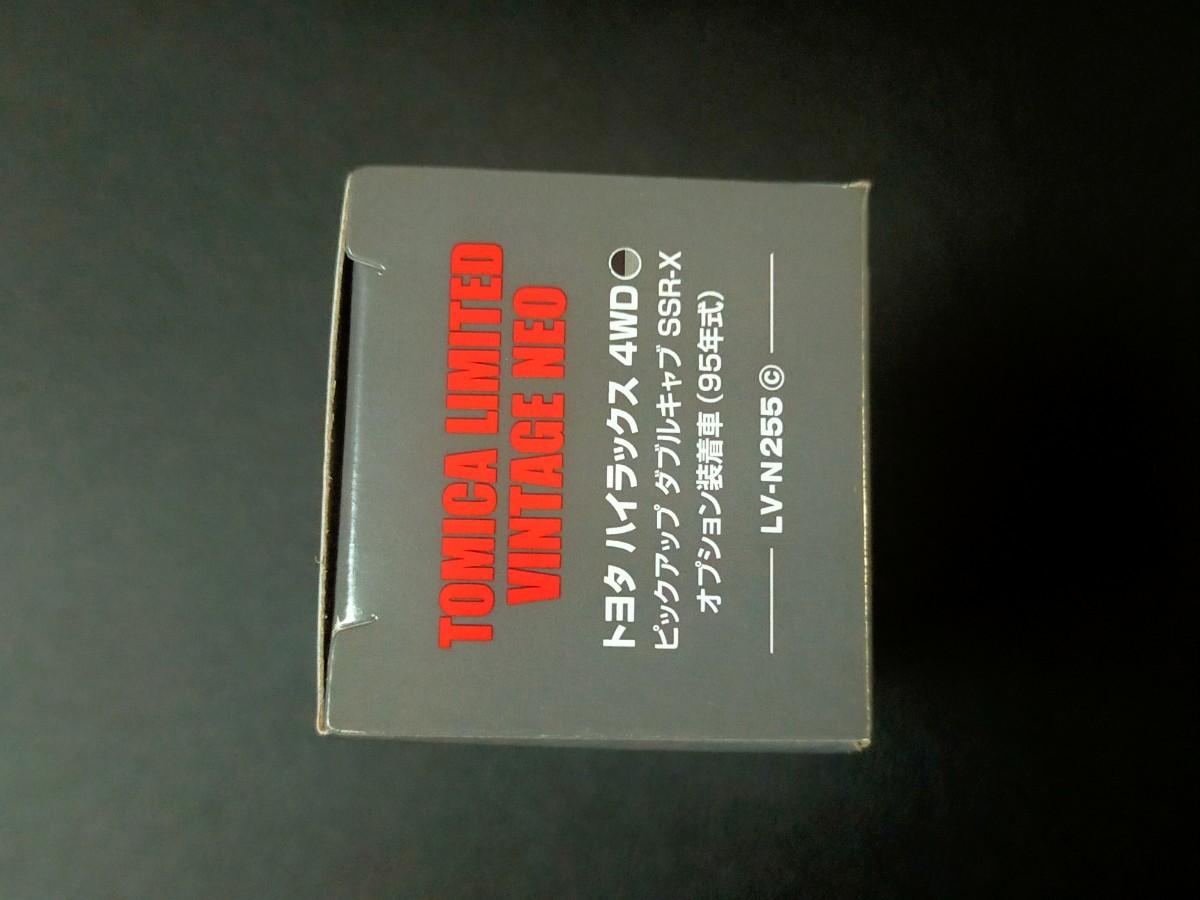 TOMICA LIMITED
VINTAGE NEO
トヨタ ハイラックス 4WD
ピックアップ ダブルキャブ SSR-X
オプション装着車（95年式）
LV-N255ⓒ